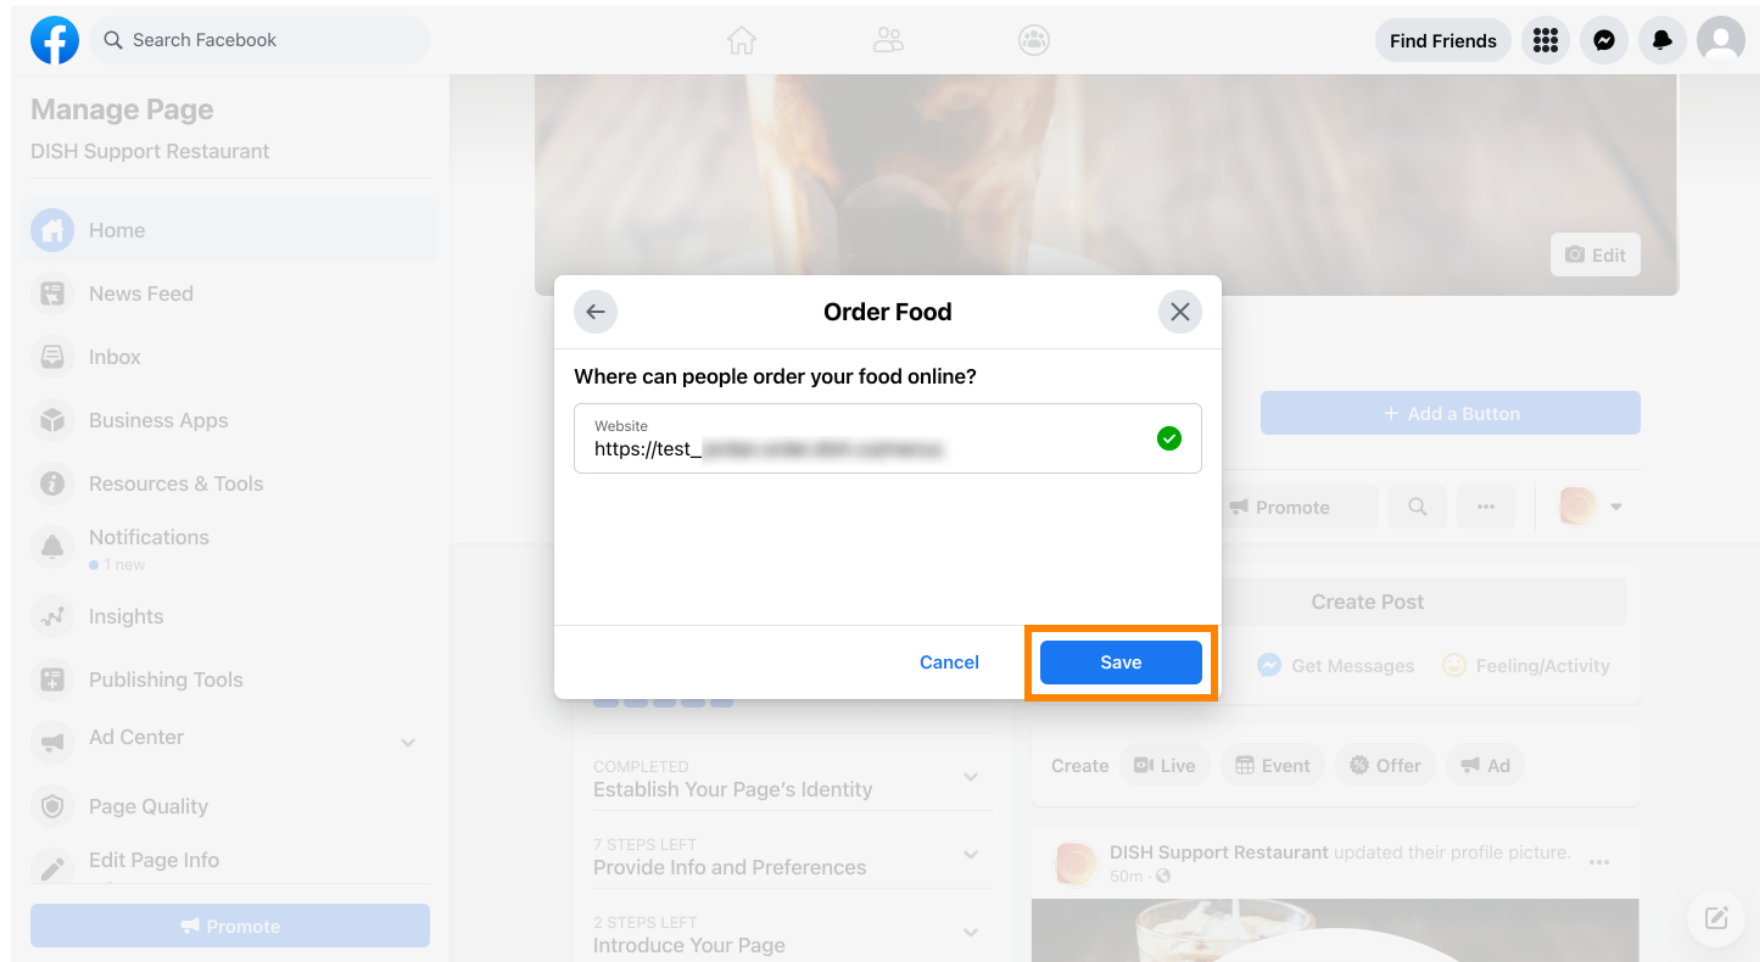 Search Facebook
Find Friends
Manage Page
DISH Support Restaurant
Home
News Feed
Inbox
Business Apps
Resources & Tools
Notifications
1 new
Insights
Publishing Tools
Ad Center
Page Quality
Edit Page Info
Promote
Edit
Order Food
Where can people order your food online?
Website
https://test_
Cancel
Save
+ Add a Button
Promote
Create Post
Get Messages
Feeling/Activity
Create Live Event Offer Ad
COMPLETED
Establish Your Page's Identity
7 STEPS LEFT
Provide Info and Preferences
2 STEPS LEFT
Introduce Your Page
DISH Support Restaurant updated their profile picture.
50m ·